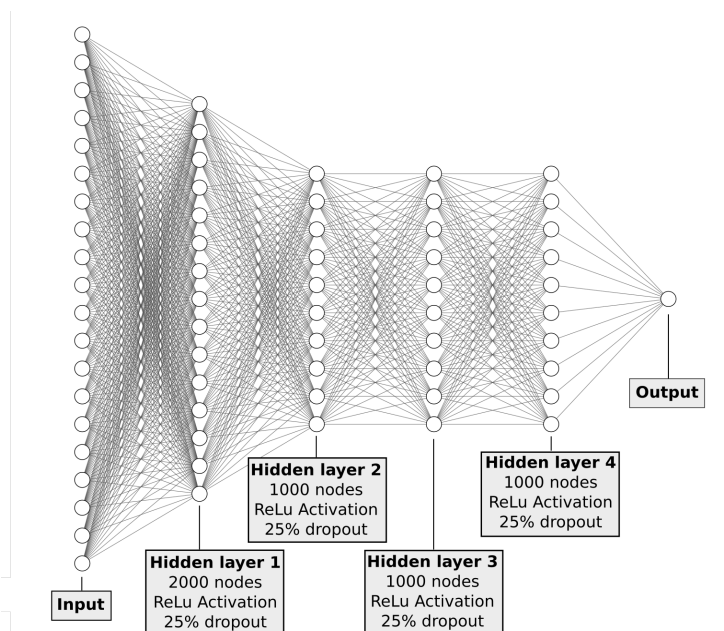 Output
Hidden layer 2
1000 nodes
ReLu Activation
25% dropout
Hidden layer 4
1000 nodes
ReLu Activation
25% dropout
Hidden layer 1
2000 nodes
ReLu Activation
25% dropout
Hidden layer 3
1000 nodes
ReLu Activation
25% dropout
Input